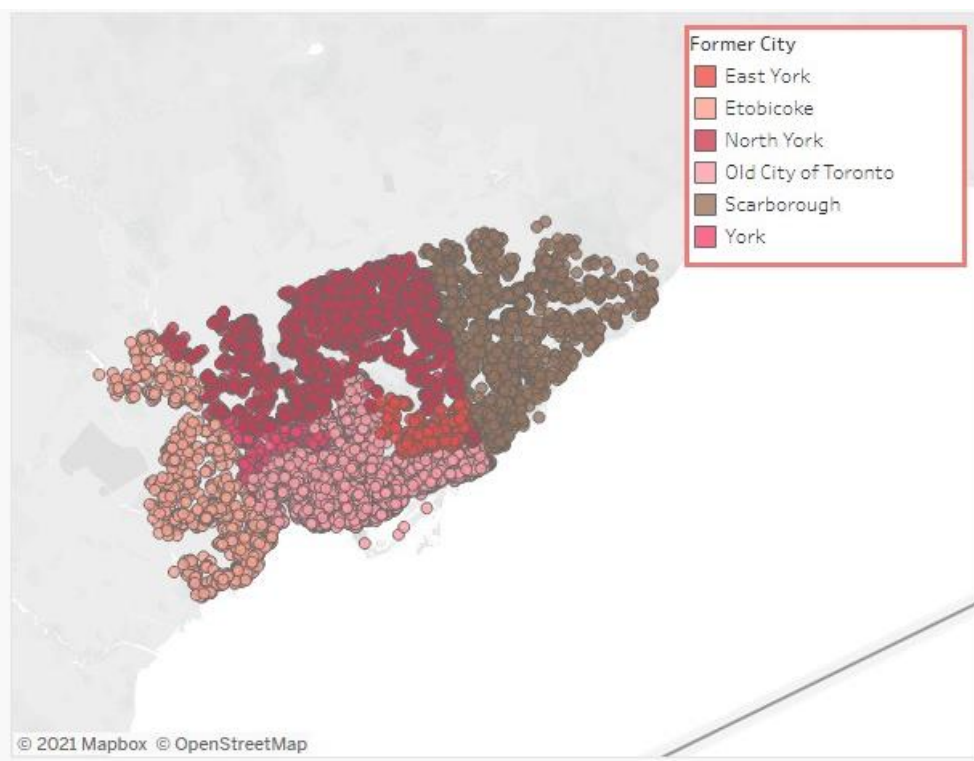 Former City
East York
Etobicoke
North York
Old City of Toronto
Scarborough
York
© 2021 Mapbox © OpenStreetMap